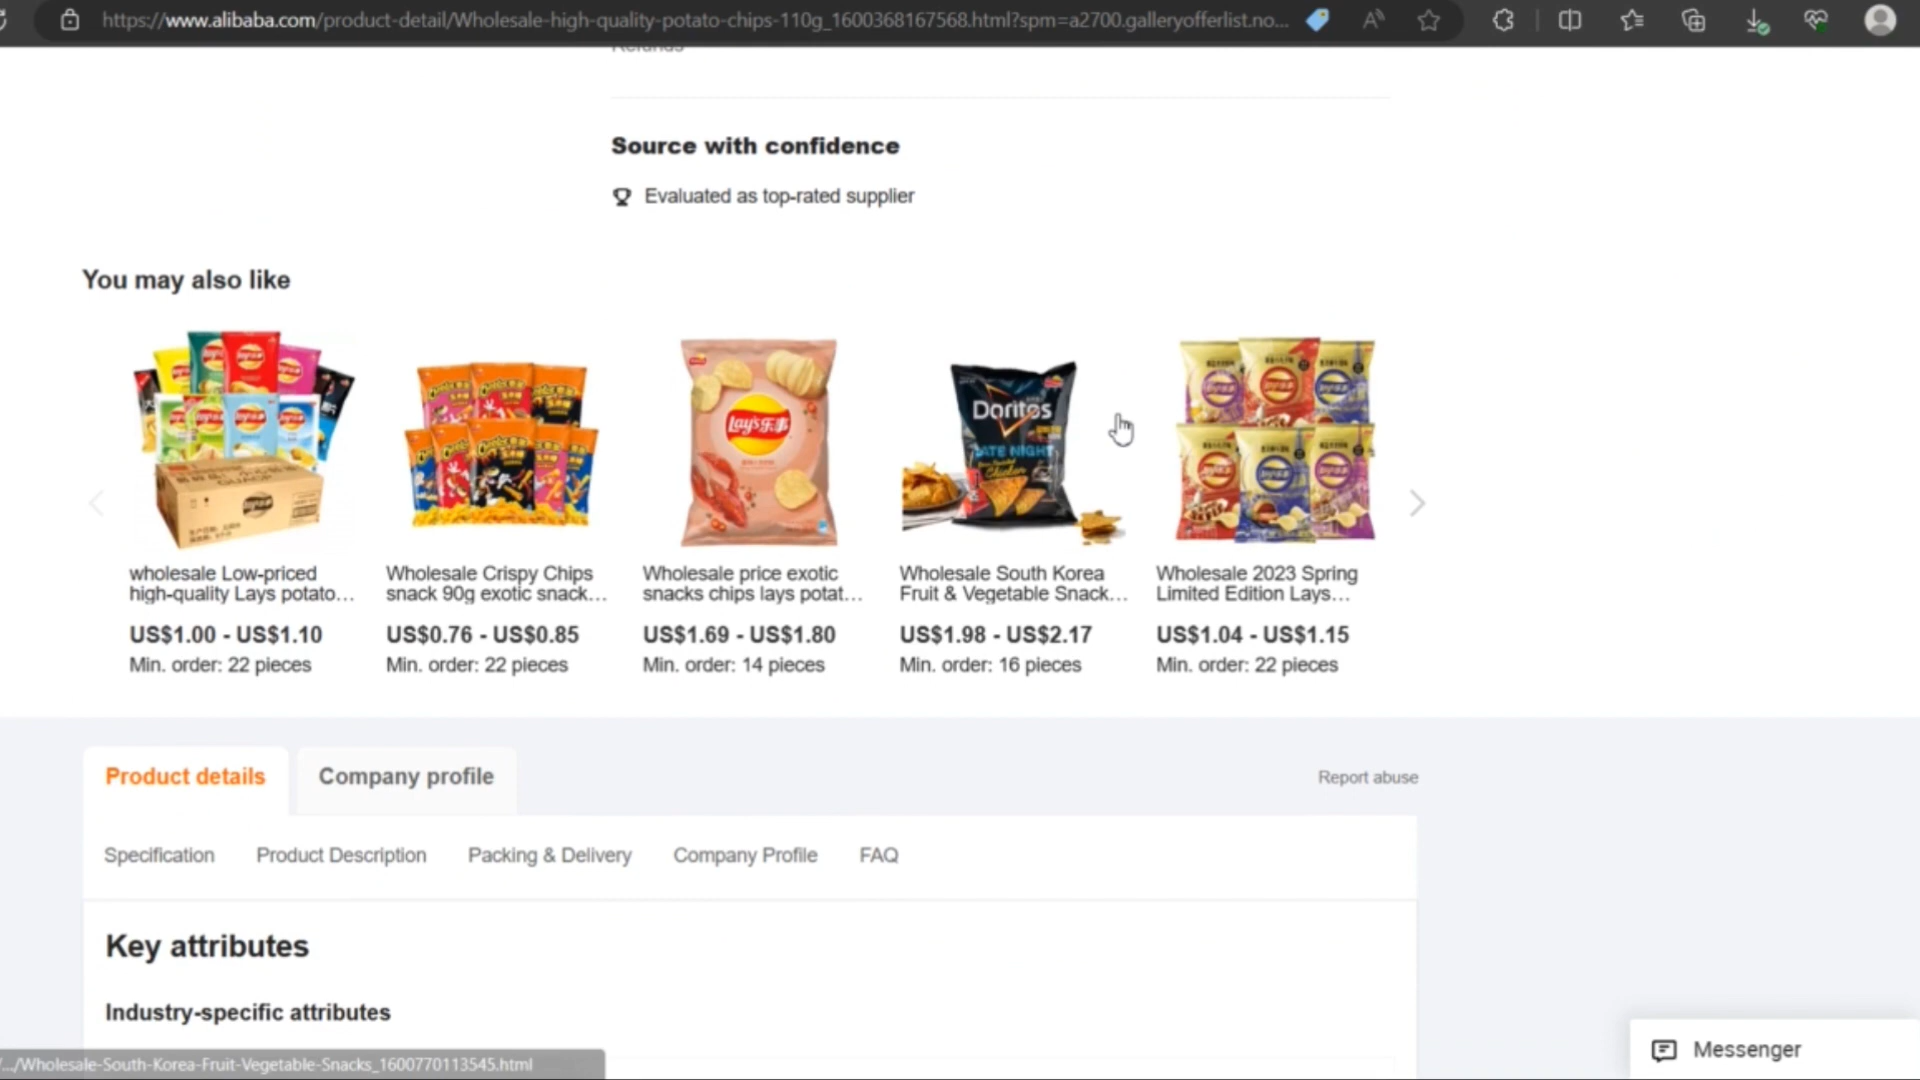 https://www.alibaba.com/product-detail/Wholesale-high-quality-potato-chips-110g_1600368167568.html?spm=a2700.galleryofferlist.no...
Refunds
Source with confidence
Evaluated as top-rated supplier
You may also like
Lay's乐事
Doritos
LATE NIGHT
wholesale Low-priced
high-quality Lays potato...
US$1.00 - US$1.10
Min. order: 22 pieces
Wholesale Crispy Chips
snack 90g exotic snack...
US$0.76 - US$0.85
Min. order: 22 pieces
Wholesale price exotic
snacks chips lays potat...
US$1.69 - US$1.80
Min. order: 14 pieces
Wholesale South Korea
Fruit & Vegetable Snack...
US$1.98 - US$2.17
Min. order: 16 pieces
Wholesale 2023 Spring
Limited Edition Lays...
US$1.04 - US$1.15
Min. order: 22 pieces
Product details
Company profile
Report abuse
Specification
Product Description
Packing & Delivery
Company Profile
FAQ
Key attributes
Industry-specific attributes
/.../Wholesale-South-Korea-Fruit-Vegetable-Snacks_1600770113545.html
Messenger